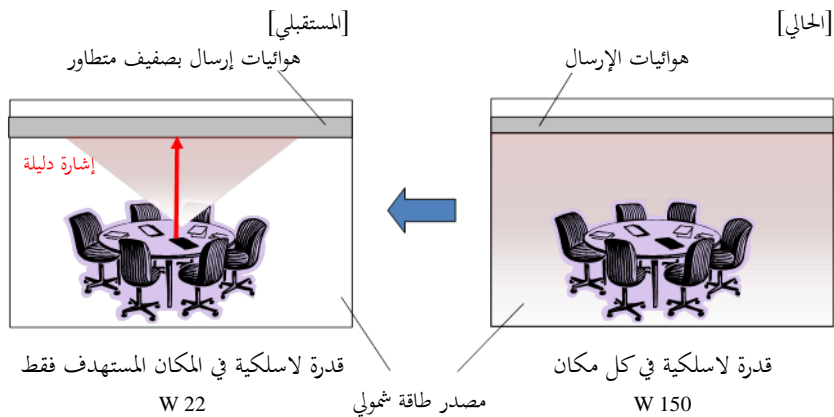 [الحالي]
هوائيات الإرسال
قدرة لاسلكية في كل مكان
W 150
[المستقبلي]
هوائيات إرسال بصفيف متطاور
إشارة دليلة
قدرة لاسلكية في المكان المستهدف فقط
W 22
مصدر طاقة شمولي